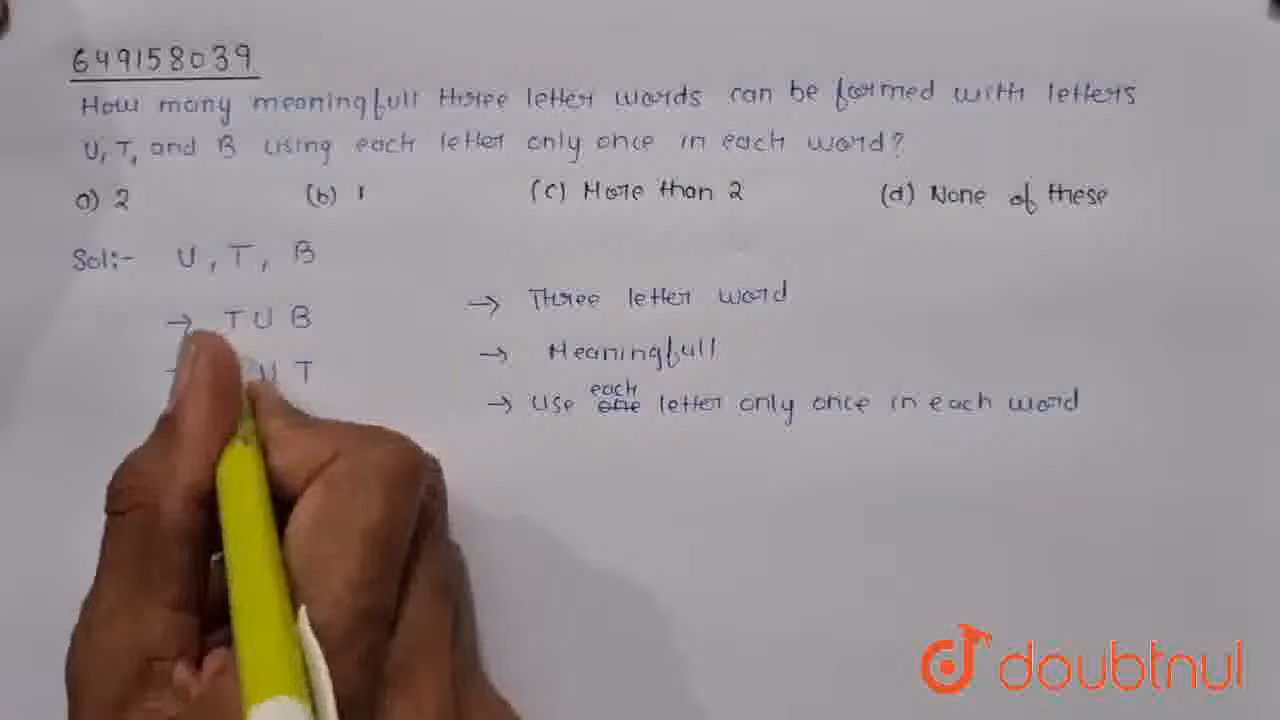 649158039
How many meaningfull three letter words can be formed with letters
U, T, and B using each letter only once in each word?
a) 2 (b) 1 (c) More than 2 (d) None of these
Sol:- U, T, B
→ TUB → Three letter word
UT → Meaningfull
each
→ Use one letter only once in each word
doubtnut